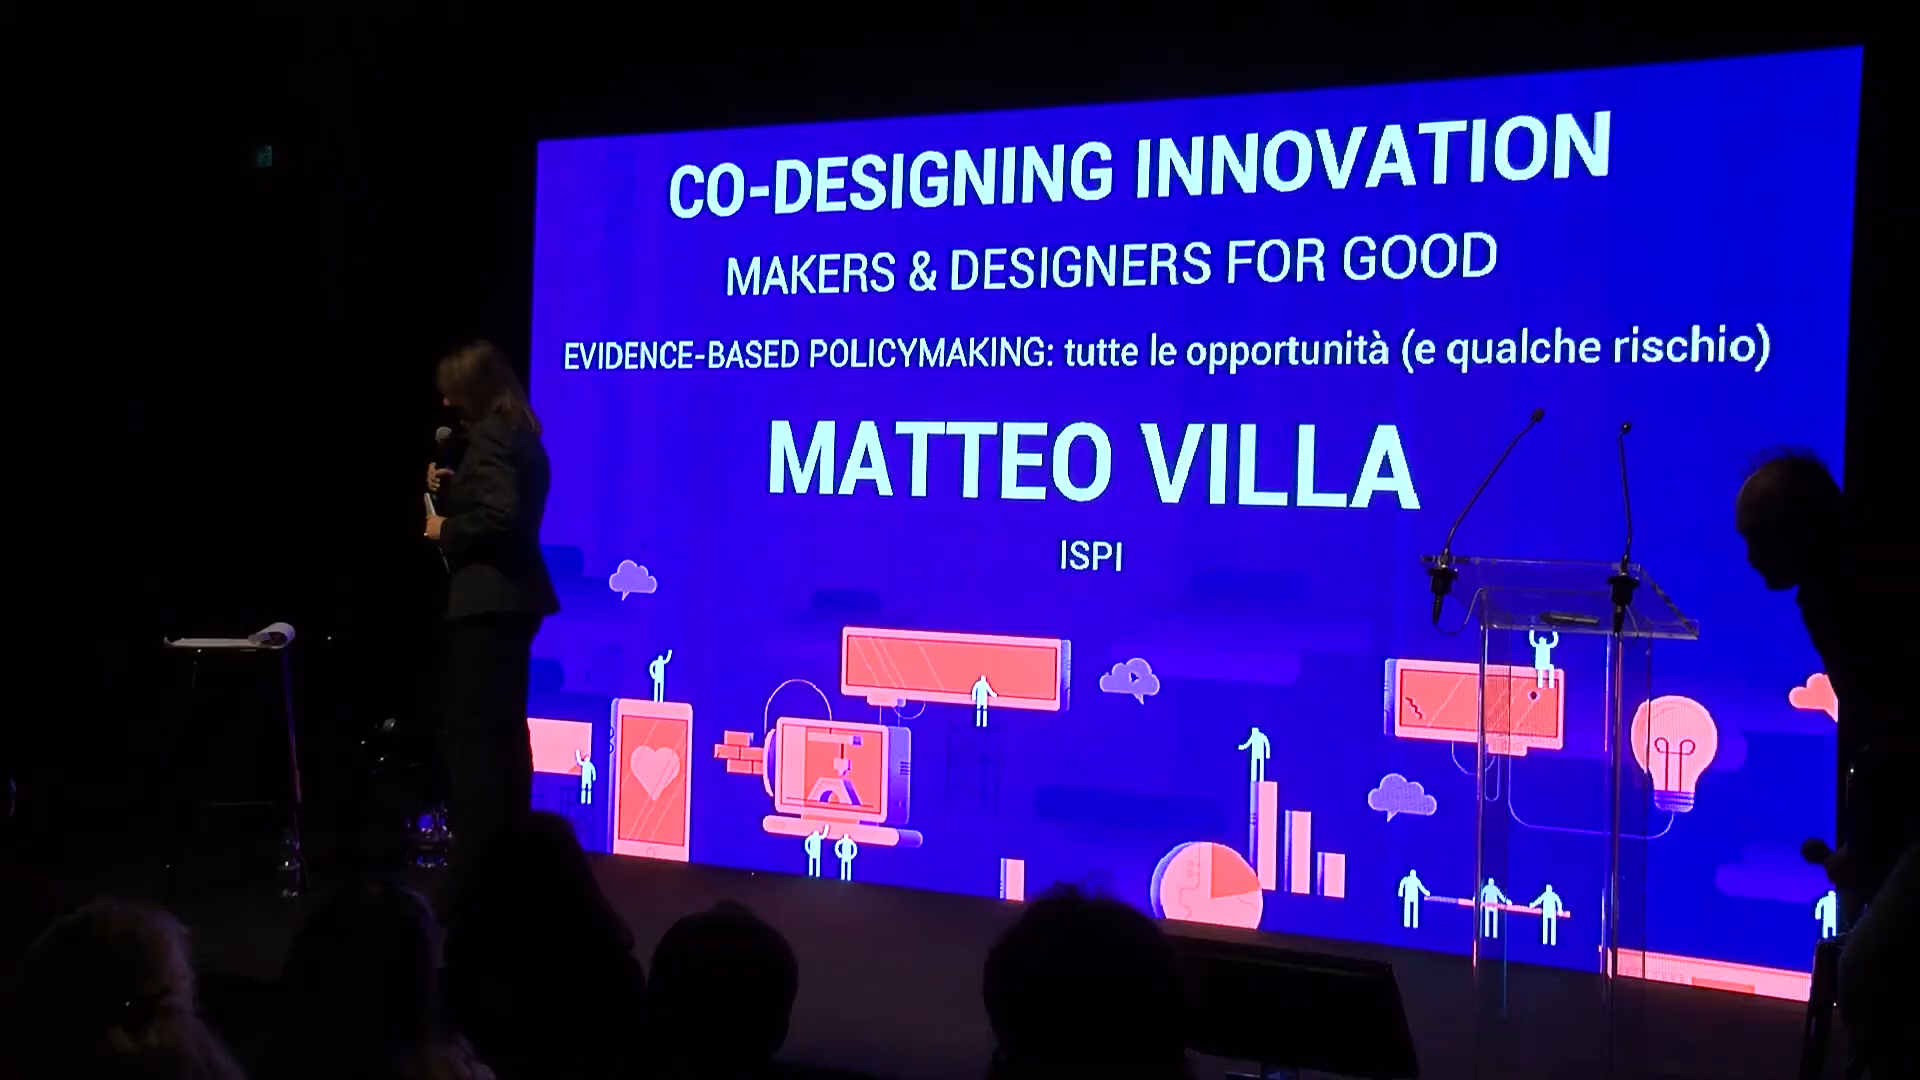 CO-DESIGNING INNOVATION
MAKERS & DESIGNERS FOR GOOD
EVIDENCE-BASED POLICYMAKING: tutte le opportunità (e qualche rischio)
MATTEO VILLA
ISPI